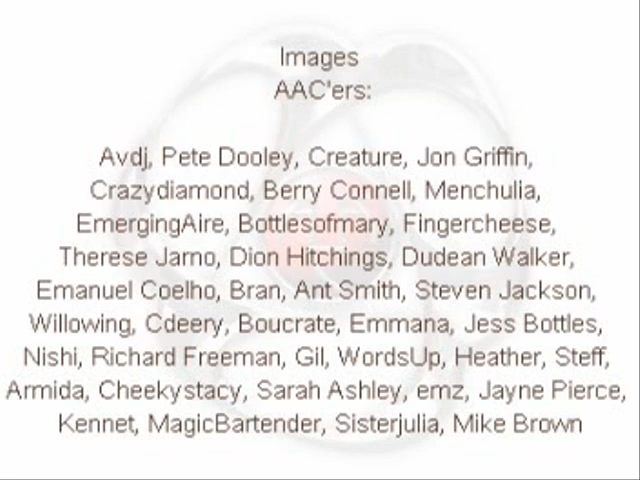 Images
AAC'ers:
Avdj, Pete Dooley, Creature, Jon Griffin,
Crazydiamond, Berry Connell, Menchulia,
EmergingAire, Bottlesofmary, Fingercheese,
Therese Jarno, Dion Hitchings, Dudean Walker,
Emanuel Coelho, Bran, Ant Smith, Steven Jackson,
Willowing, Cdeery, Boucrate, Emmana, Jess Bottles,
Nishi, Richard Freeman, Gil, WordsUp, Heather, Steff,
Armida, Cheekystacy, Sarah Ashley, emz, Jayne Pierce,
Kennet, MagicBartender, Sisterjulia, Mike Brown